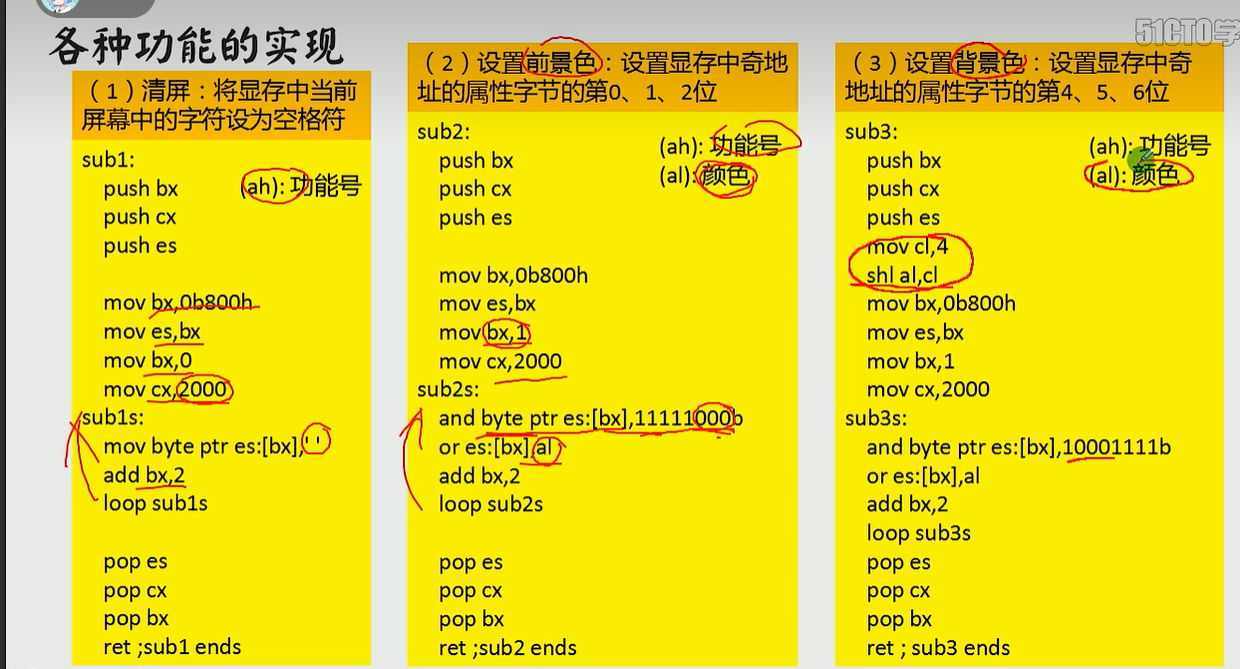 51CTO学
各种功能的实现
（1）清屏：将显存中当前
屏幕中的字符设为空格符
sub1:
push bx
(ah): 功能号
push cx
push es
mov bx,0b800h
mov es,bx
mov bx,0
mov cx,2000
sub1s:
mov byte ptr es:[bx],' '
add bx,2
loop sub1s
pop es
pop cx
pop bx
ret ;sub1 ends
（2）设置前景色：设置显存中奇地
址的属性字节的第0、1、2位
sub2:
(ah): 功能号
push bx
(al): 颜色
push cx
push es
mov bx,0b800h
mov es,bx
mov bx,1
mov cx,2000
sub2s:
and byte ptr es:[bx],11111000b
or es:[bx],al
add bx,2
loop sub2s
pop es
pop cx
pop bx
ret ;sub2 ends
（3）设置背景色：设置显存中奇
地址的属性字节的第4、5、6位
sub3:
(ah): 功能号
push bx
(al): 颜色
push cx
push es
mov cl,4
shl al,cl
mov bx,0b800h
mov es,bx
mov bx,1
mov cx,2000
sub3s:
and byte ptr es:[bx],10001111b
or es:[bx],al
add bx,2
loop sub3s
pop es
pop cx
pop bx
ret ; sub3 ends